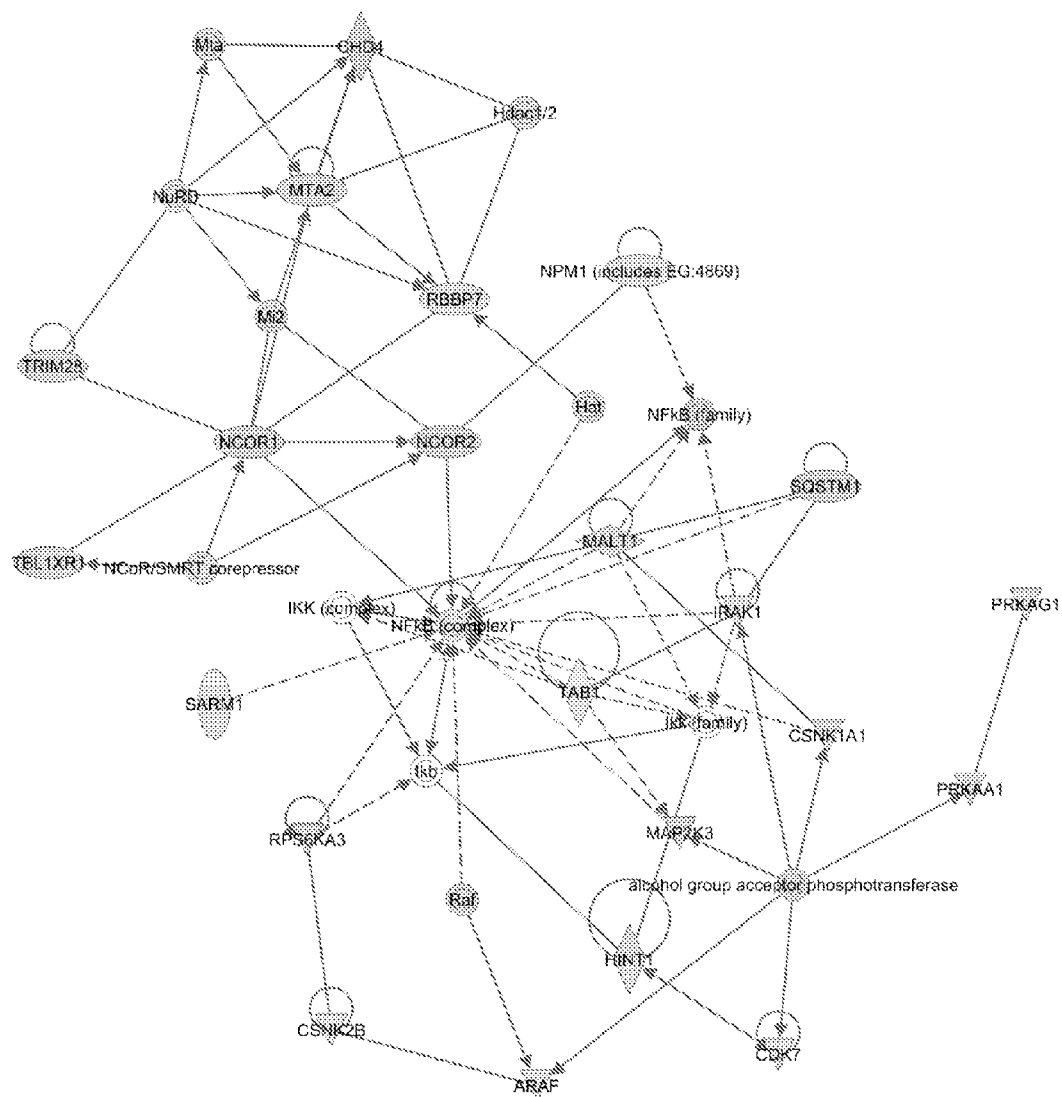 Mta
CHD4
Hdac1/2
NuRD
MTA2
NPM1 (includes EG:4869)
RBBP7
Mi2
TRIM28
Hat
NFkB (family)
NCOR1
NCOR2
SQSTM1
MALT1
TBL1XR1
NCoR/SMRT corepressor
IKK (complex)
IRAK1
PRKAG1
NFkB (complex)
SARM1
TAB1
Ikk (family)
CSNK1A1
Ikb
PRKAA1
RPS6KA3
MAP2K3
alcohol group acceptor phosphotransferase
Raf
HINT1
CSNK2B
CDK7
ARAF